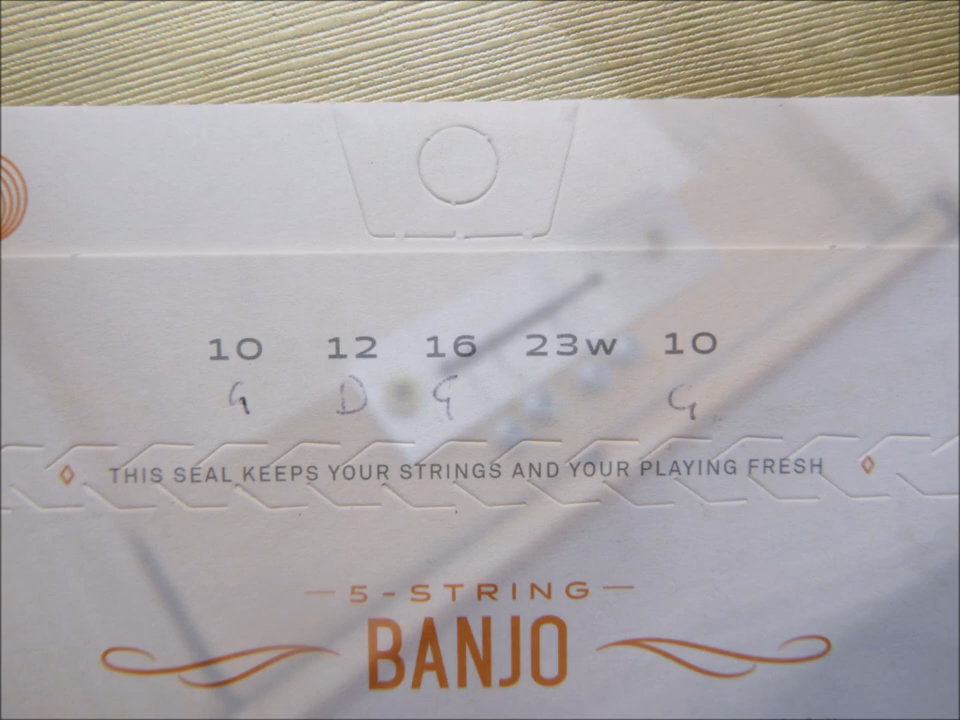 10 12 16 23w 10
G D G G
THIS SEAL KEEPS YOUR STRINGS AND YOUR PLAYING FRESH
5-STRING
BANJO